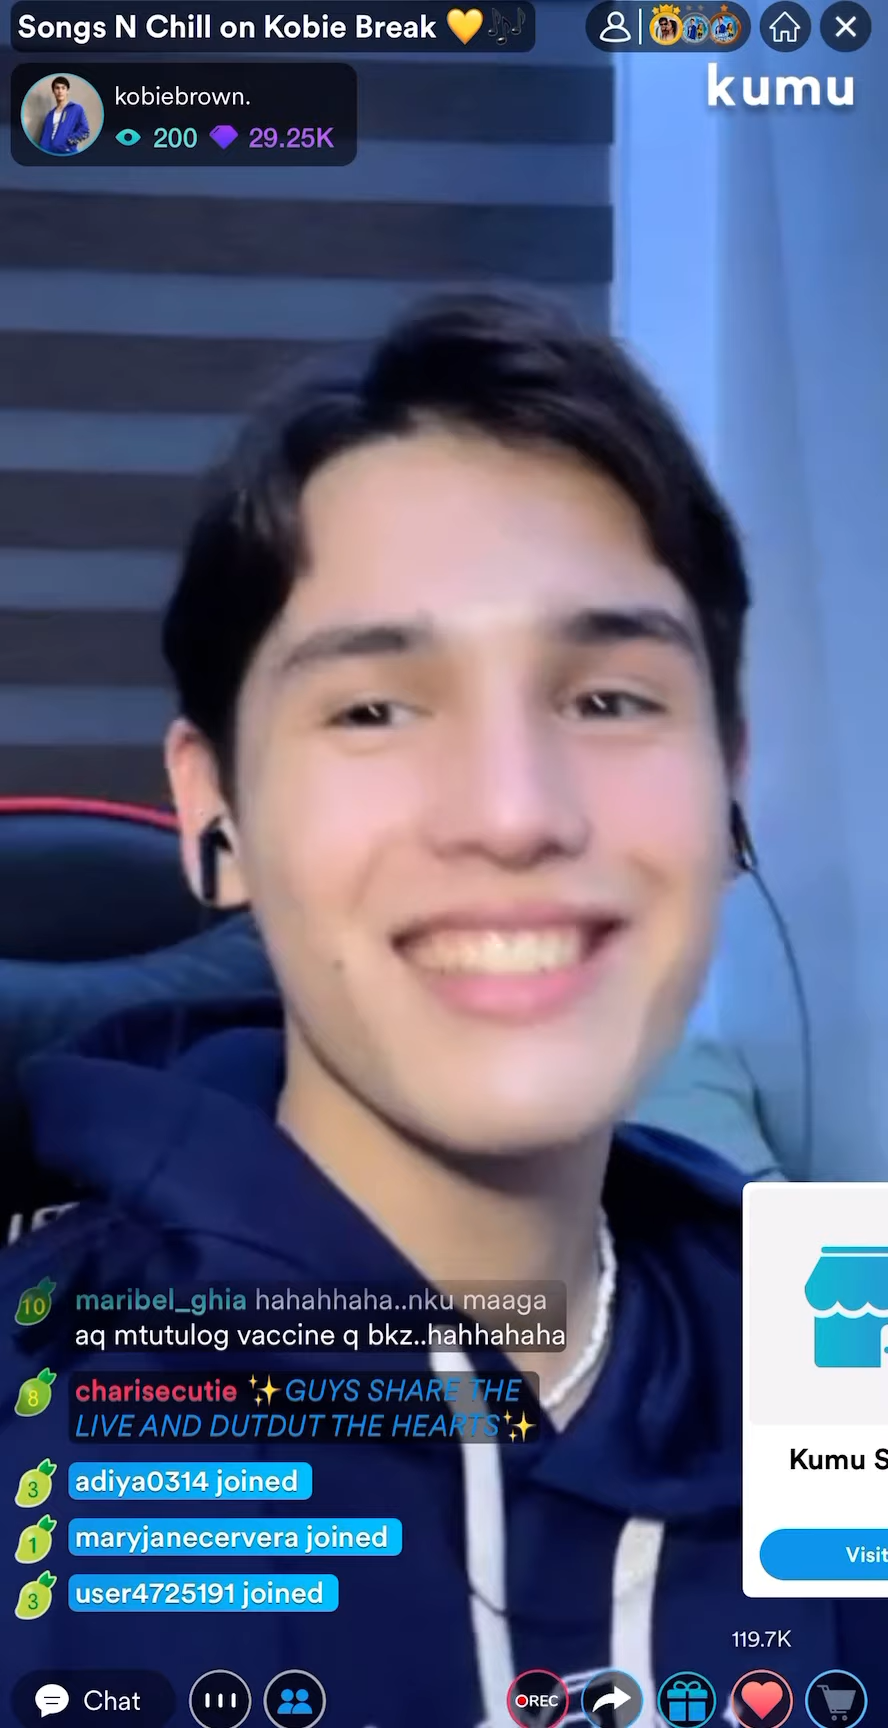 Songs N Chill on Kobie Break 💛🎶
kobiebrown.
200 29.25K
kumu
10
maribel_ghia hahahhaha..nku maaga
aq mtutulog vaccine q bkz..hahhahaha
8
charisecutie ✨GUYS SHARE THE
LIVE AND DUTDUT THE HEARTS✨
3
adiya0314 joined
1
maryjanecervera joined
3
user4725191 joined
Kumu S
Visit
119.7K
Chat
REC